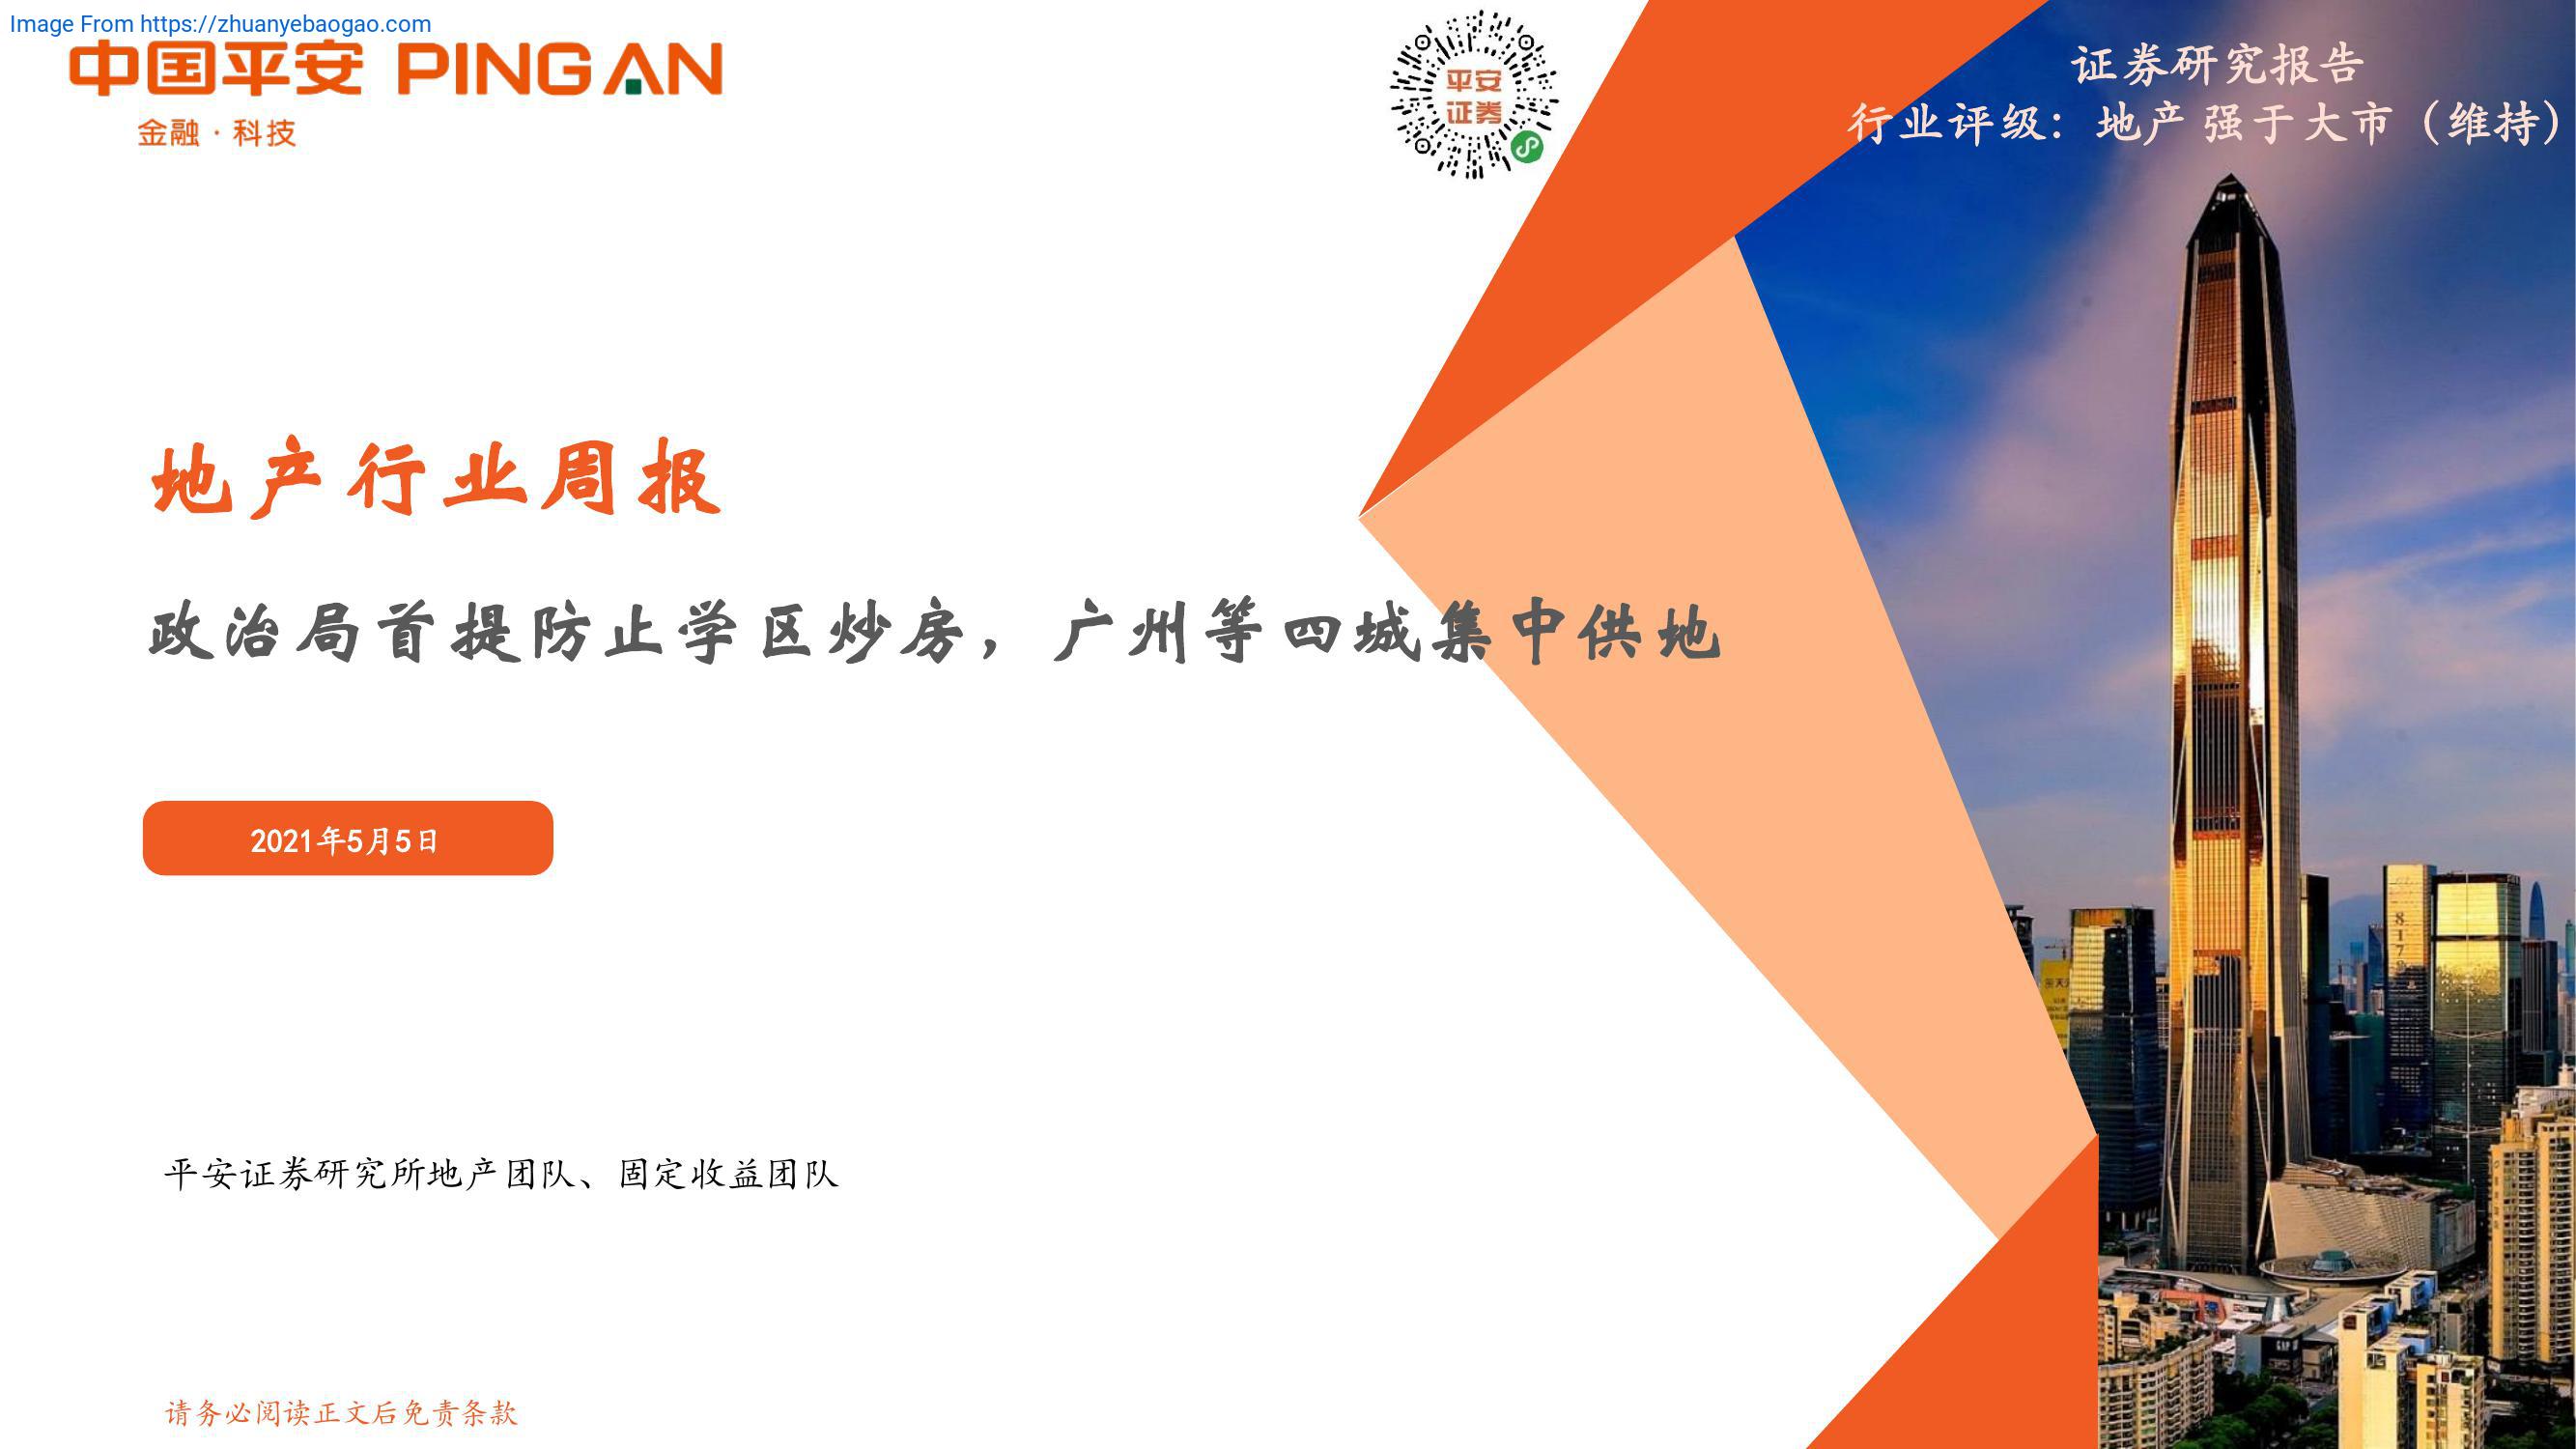 Image From https://zhuanyebaogao.com
中国平安 PINGAN
金融·科技
平安
证券
证券研究报告
行业评级：地产 强于大市（维持）
地产行业周报
政治局首提防止学区炒房，广州等四城集中供地
2021年5月5日
平安证券研究所地产团队、固定收益团队
请务必阅读正文后免责条款